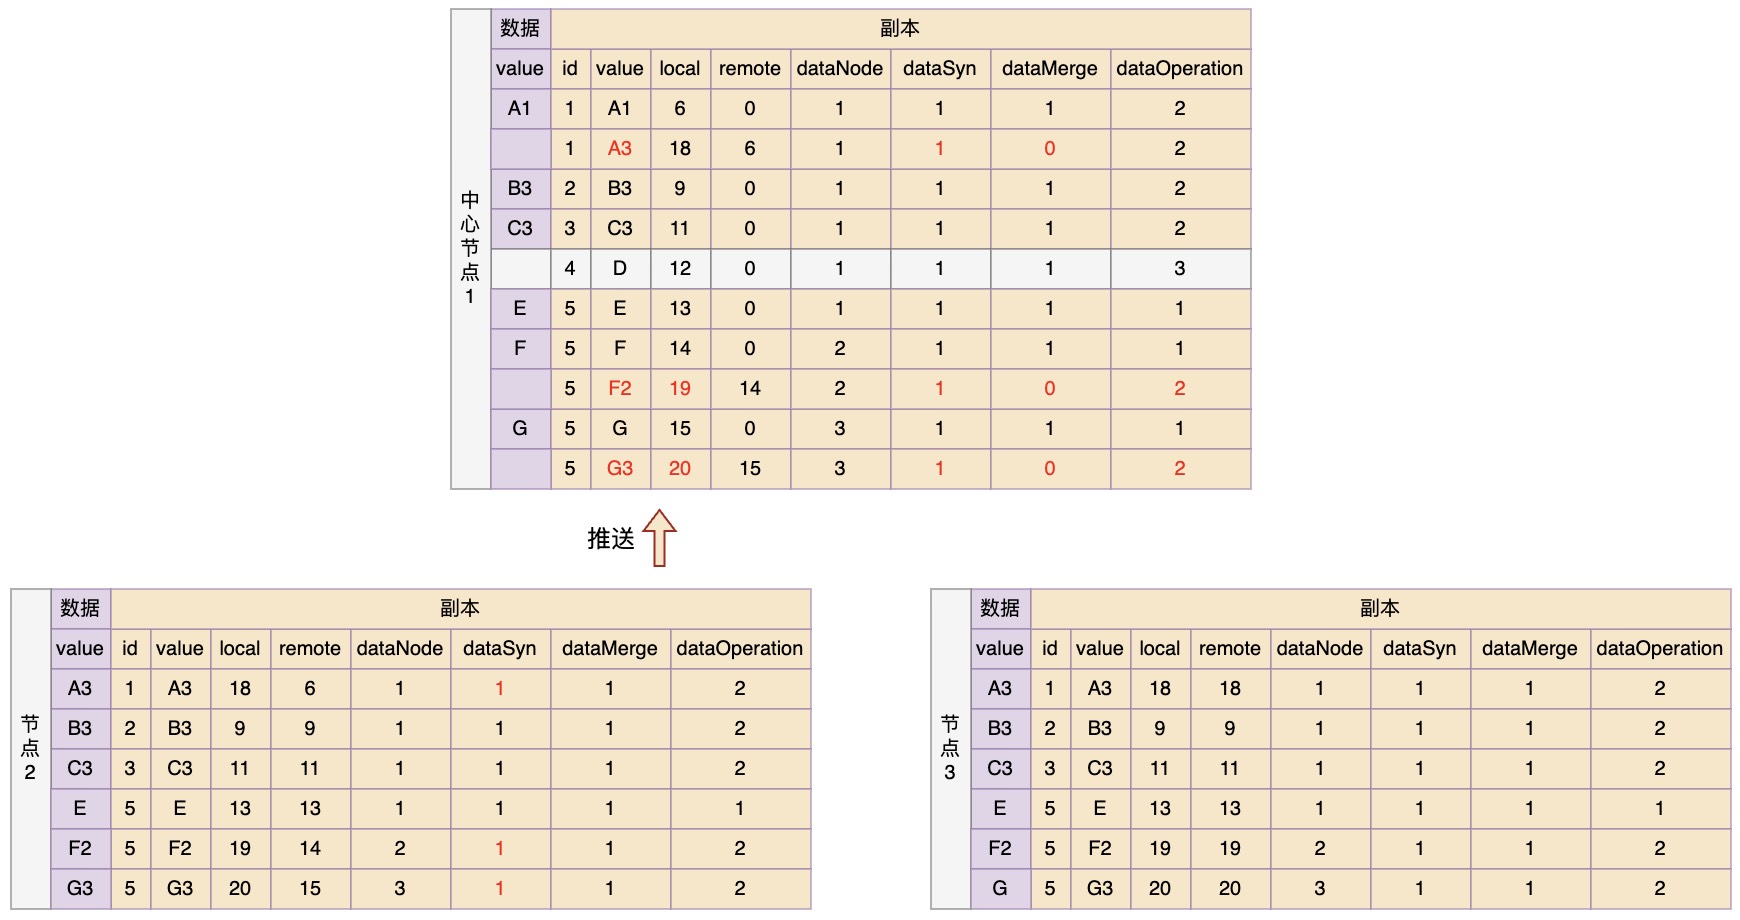 中心节点1
数据 副本
value id value local remote dataNode dataSyn dataMerge dataOperation
A1 1 A1 6 0 1 1 1 2
1 A3 18 6 1 1 0 2
B3 2 B3 9 0 1 1 1 2
C3 3 C3 11 0 1 1 1 2
4 D 12 0 1 1 1 3
E 5 E 13 0 1 1 1 1
F 5 F 14 0 2 1 1 1
5 F2 19 14 2 1 0 2
G 5 G 15 0 3 1 1 1
5 G3 20 15 3 1 0 2
推送
节点2
数据 副本
value id value local remote dataNode dataSyn dataMerge dataOperation
A3 1 A3 18 6 1 1 1 2
B3 2 B3 9 9 1 1 1 2
C3 3 C3 11 11 1 1 1 2
E 5 E 13 13 1 1 1 1
F2 5 F2 19 14 2 1 1 2
G3 5 G3 20 15 3 1 1 2
节点3
数据 副本
value id value local remote dataNode dataSyn dataMerge dataOperation
A3 1 A3 18 18 1 1 1 2
B3 2 B3 9 9 1 1 1 2
C3 3 C3 11 11 1 1 1 2
E 5 E 13 13 1 1 1 1
F2 5 F2 19 19 2 1 1 2
G 5 G3 20 20 3 1 1 2